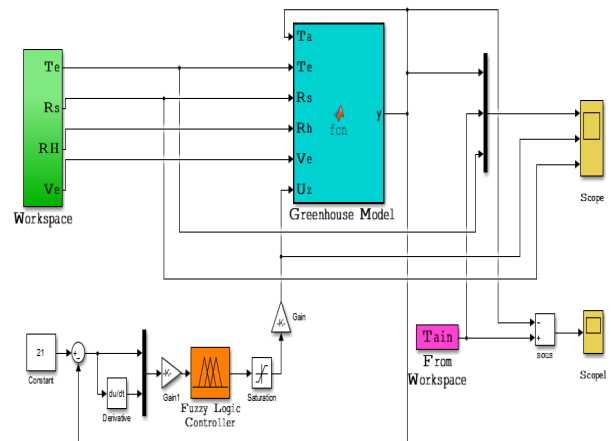 Ta
Te
Te
Rs
Rs
RH
Rh
y
fcn
Ve
Ve
Uz
Workspace
Greenhouse Model
Scope
-K-
Gain
21
+
-
Constant
du/dt
Derivative
-K-
Gain1
Fuzzy Logic
Controller
Saturation
Tain
From
Workspace
-
+
sous
Scope1